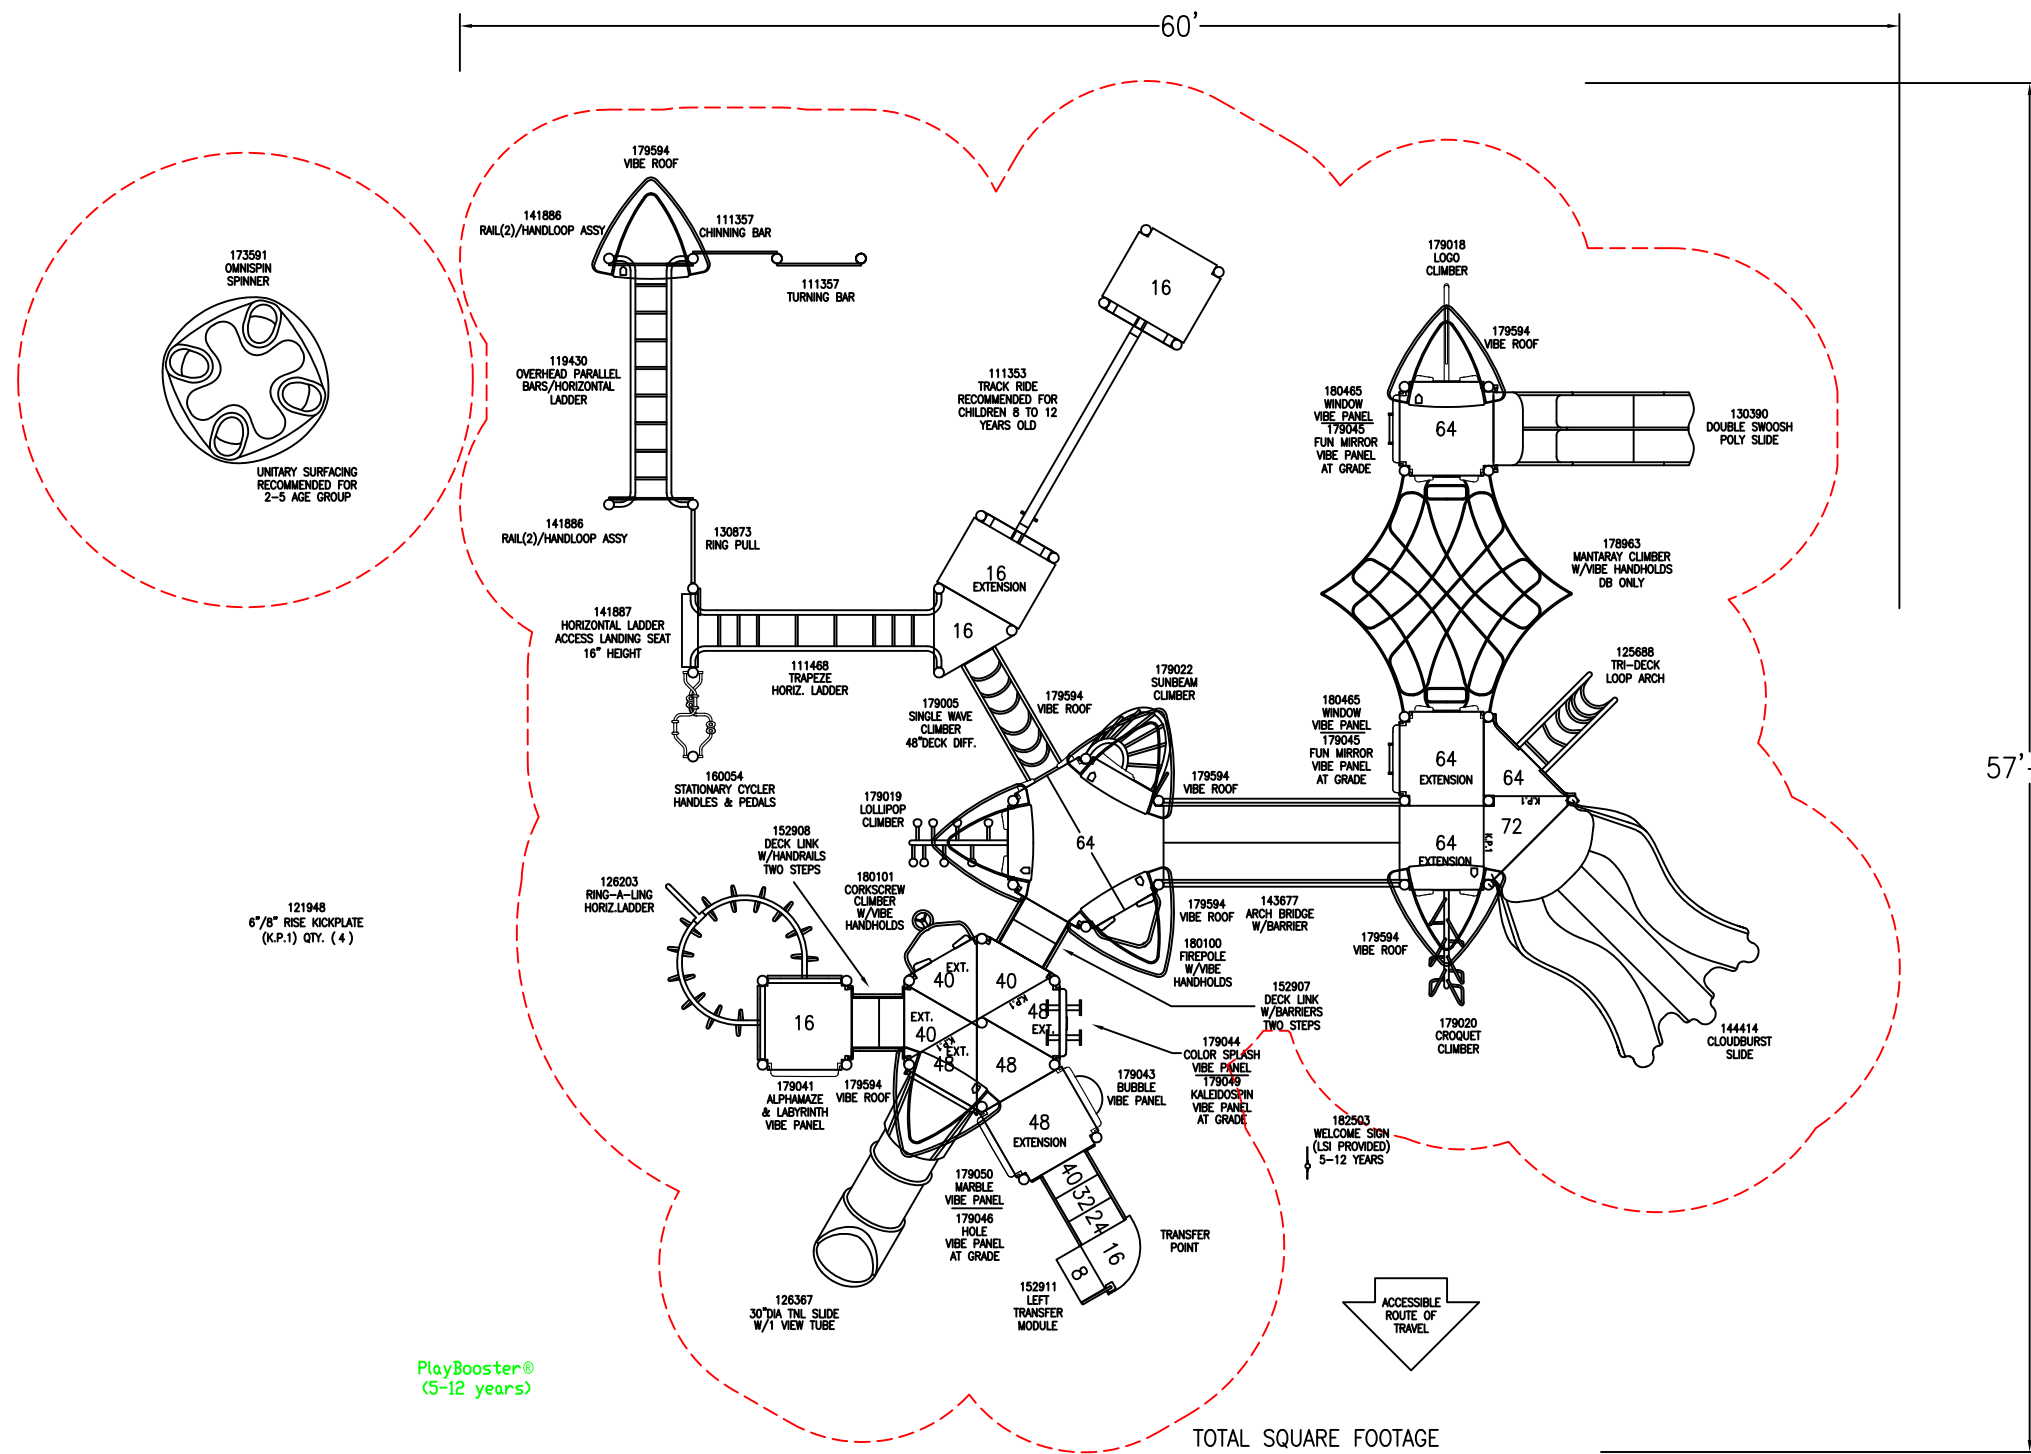 60'
57'
179594
VIBE ROOF
141886
RAIL(2)/HANDLOOP ASSY
111357
CHINNING BAR
111357
TURNING BAR
173591
OMNISPIN
SPINNER
UNITARY SURFACING
RECOMMENDED FOR
2-5 AGE GROUP
119430
OVERHEAD PARALLEL
BARS/HORIZONTAL
LADDER
141886
RAIL(2)/HANDLOOP ASSY
130873
RING PULL
16
111353
TRACK RIDE
RECOMMENDED FOR
CHILDREN 8 TO 12
YEARS OLD
179018
LOGO
CLIMBER
179594
VIBE ROOF
180465
WINDOW
VIBE PANEL
179045
FUN MIRROR
VIBE PANEL
AT GRADE
64
130390
DOUBLE SWOOSH
POLY SLIDE
178963
MANTARAY CLIMBER
W/VIBE HANDHOLDS
DB ONLY
16
EXTENSION
16
141887
HORIZONTAL LADDER
ACCESS LANDING SEAT
16" HEIGHT
111468
TRAPEZE
HORIZ. LADDER
179005
SINGLE WAVE
CLIMBER
48"DECK DIFF.
179594
VIBE ROOF
179022
SUNBEAM
CLIMBER
125688
TRI-DECK
LOOP ARCH
180465
WINDOW
VIBE PANEL
179045
FUN MIRROR
VIBE PANEL
AT GRADE
64
EXTENSION
64
K.P.1
72
K.P.1
64
EXTENSION
160054
STATIONARY CYCLER
HANDLES & PEDALS
179019
LOLLIPOP
CLIMBER
179594
VIBE ROOF
64
152908
DECK LINK
W/HANDRAILS
TWO STEPS
180101
CORKSCREW
CLIMBER
W/VIBE
HANDHOLDS
126203
RING-A-LING
HORIZ.LADDER
121948
6"/8" RISE KICKPLATE
(K.P.1) QTY. ( 4 )
179594
VIBE ROOF
143677
ARCH BRIDGE
W/BARRIER
180100
FIREPOLE
W/VIBE
HANDHOLDS
179594
VIBE ROOF
152907
DECK LINK
W/BARRIERS
TWO STEPS
179020
CROQUET
CLIMBER
144414
CLOUDBURST
SLIDE
EXT.
40
40
K.P.1
48
EXT.
EXT.
40
K.P.1
EXT.
48
48
16
179044
COLOR SPLASH
VIBE PANEL
179049
KALEIDOSPIN
VIBE PANEL
AT GRADE
179043
BUBBLE
VIBE PANEL
179041
ALPHAMAZE
& LABYRINTH
VIBE PANEL
179594
VIBE ROOF
48
EXTENSION
182503
WELCOME SIGN
(LSI PROVIDED)
5-12 YEARS
40
32
24
16
8
179050
MARBLE
VIBE PANEL
179046
HOLE
VIBE PANEL
AT GRADE
TRANSFER
POINT
152911
LEFT
TRANSFER
MODULE
126367
30"DIA TNL SLIDE
W/1 VIEW TUBE
ACCESSIBLE
ROUTE OF
TRAVEL
PlayBooster®
(5-12 years)
TOTAL SQUARE FOOTAGE